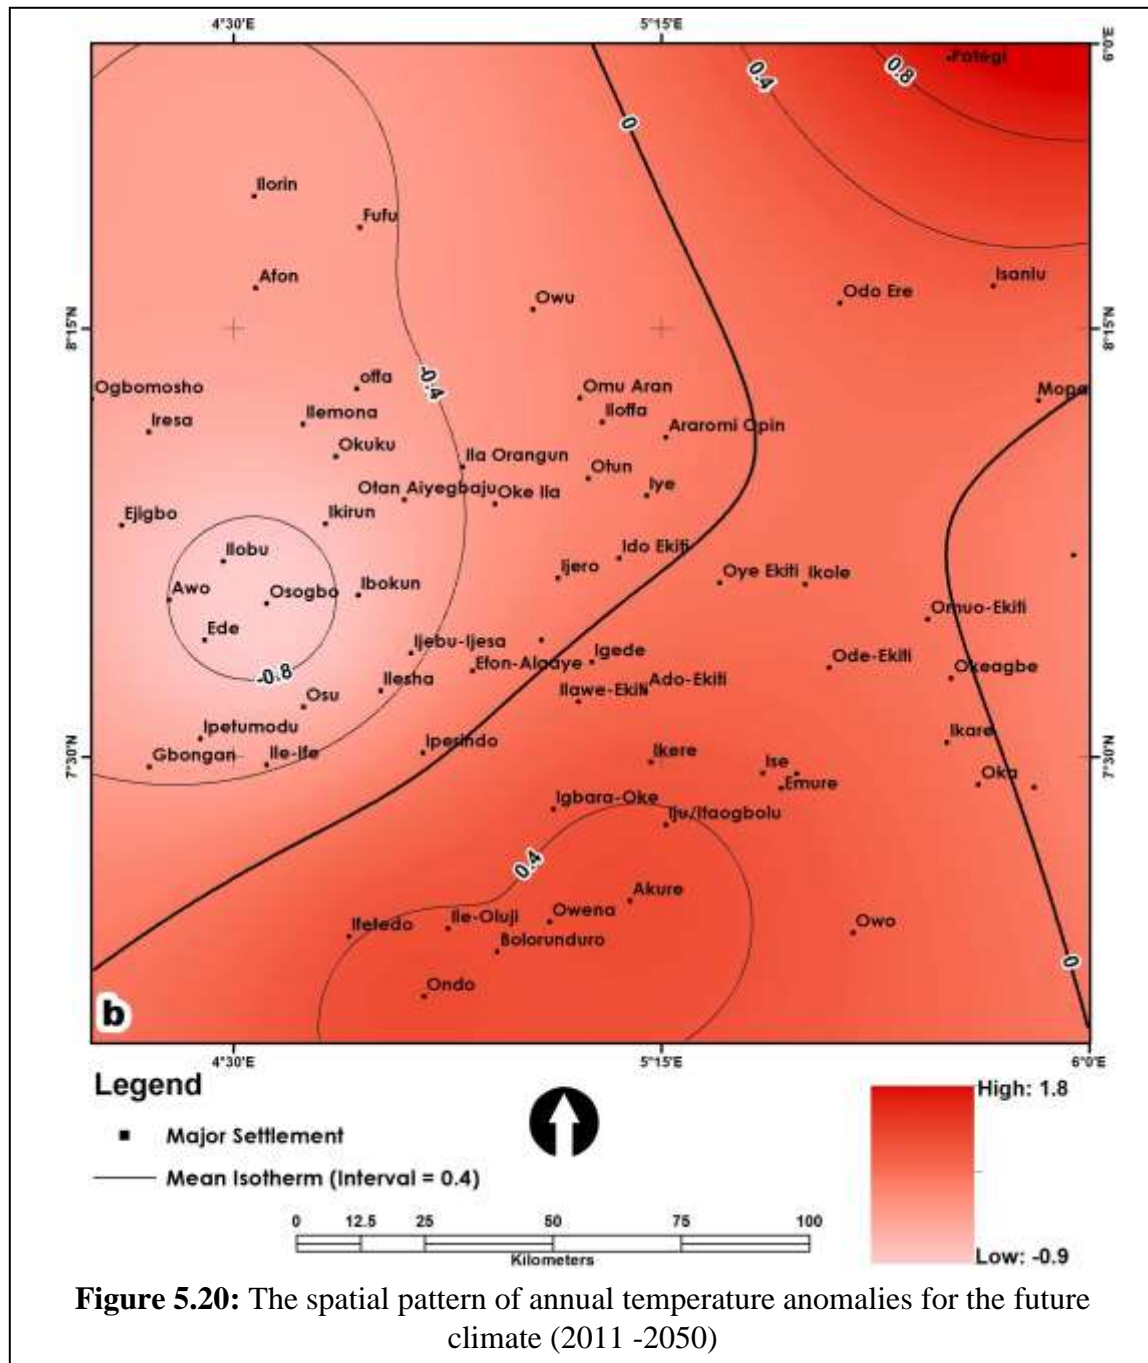 4°30'E 5°15'E
6°0'E
Pategi
0.8
0.4
0
Ilorin
Fufu
Afon
Isanlu
Odo Ere
Owu
8°15'N 8°15'N
offa
-0.4
Ogbomosho
Omu Aran
Mopa
Iresa
Ilemona
Iloffa
Araromi Opin
Okuku
Ila Orangun
Otun
Otan Aiyegbaju
Oke Ila
Iye
Ejigbo
Ikirun
Ilobu
Ido Ekiti
Ijero
Oye Ekiti
Ikole
Awo
Osogbo
Ibokun
Omuo-Ekiti
Ede
Ijebu-Ijesa
Igede
Ode-Ekiti
Efon-Alaaye
Okeagbe
-0.8
Ilesha
Ilawe-Ekiti
Ado-Ekiti
Osu
Ipetumodu
Ikare
Gbongan
Ile-Ife
Ipesindo
Ikere
7°30'N 7°30'N
Ise
Oka
Emure
Igbara-Oke
Iju/Itaogbolu
0.4
Akure
Ifetedo
Ile-Oluji
Owena
Owo
Bolorunduro
0
Ondo
b
4°30'E 5°15'E 6°0'E
Legend
Major Settlement
Mean Isotherm (Interval = 0.4)
High: 1.8
Low: -0.9
0 12.5 25 50 75 100
Kilometers
Figure 5.20: The spatial pattern of annual temperature anomalies for the future
climate (2011 -2050)